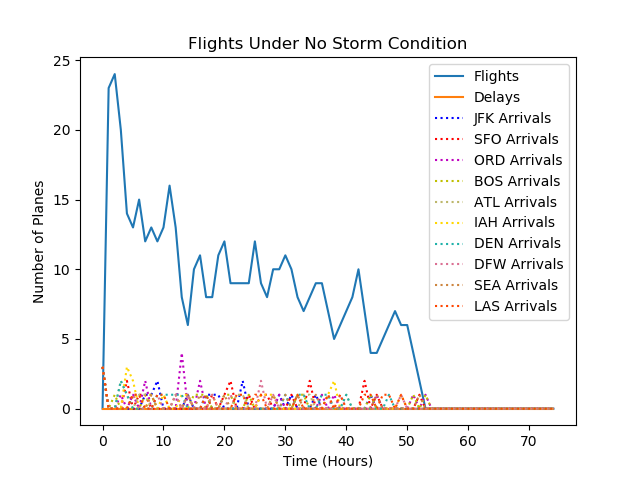 Flights Under No Storm Condition
Number of Planes
25
20
15
10
5
0
0 10 20 30 40 50 60 70
Time (Hours)
Flights
Delays
JFK Arrivals
SFO Arrivals
ORD Arrivals
BOS Arrivals
ATL Arrivals
IAH Arrivals
DEN Arrivals
DFW Arrivals
SEA Arrivals
LAS Arrivals